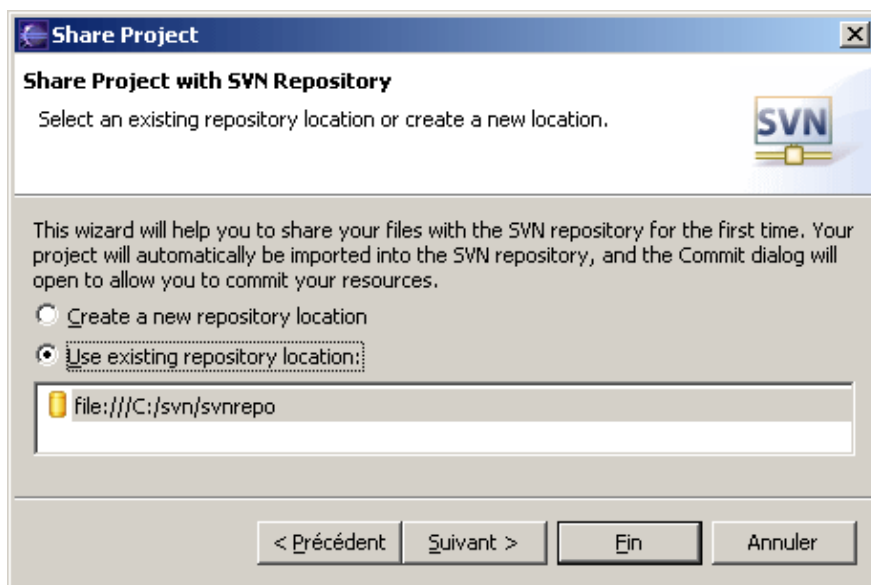 Share Project
Share Project with SVN Repository
Select an existing repository location or create a new location.
SVN
This wizard will help you to share your files with the SVN repository for the first time. Your
project will automatically be imported into the SVN repository, and the Commit dialog will
open to allow you to commit your resources.
Create a new repository location
Use existing repository location:
file:///C:/svn/svnrepo
< Précédent Suivant > Fin Annuler